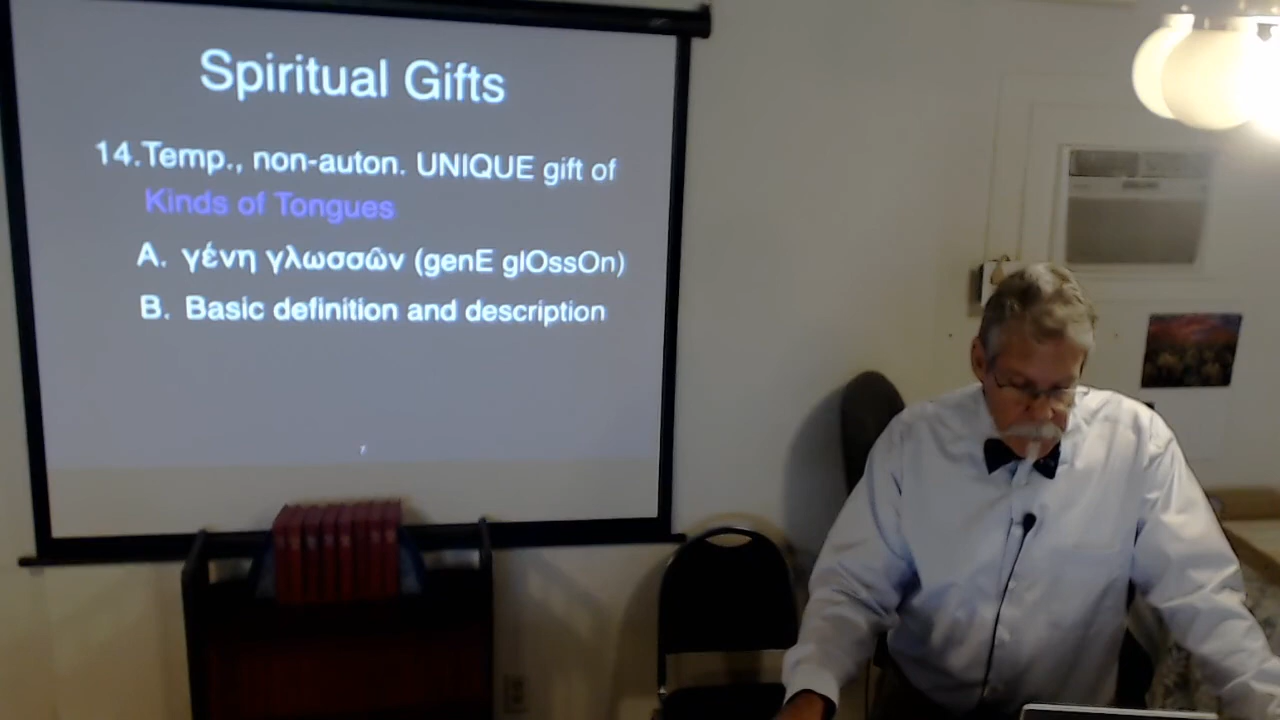 Spiritual Gifts
14.Temp., non-auton. UNIQUE gift of
Kinds of Tongues
A. γένη γλωσσῶν (genE glOssOn)
B. Basic definition and description